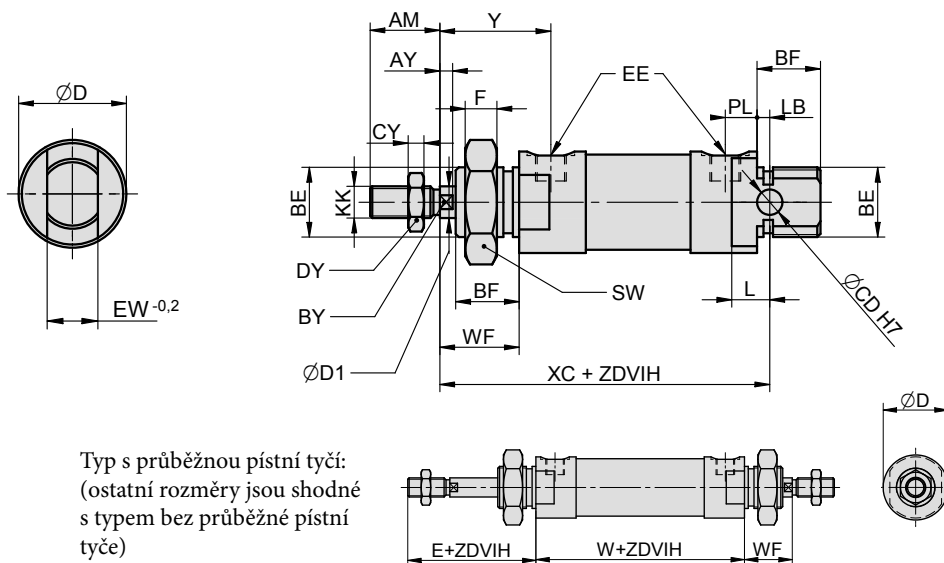 AM
Y
AY
BF
ØD
F
EE
PL
LB
CY
BE
KK
BE
DY
BF
SW
L
EW -0,2
BY
WF
ØCD H7
ØD1
XC + ZDVIH
ØD
Typ s průběžnou pístní tyčí:
(ostatní rozměry jsou shodné
s typem bez průběžné pístní
tyče)
E+ZDVIH
W+ZDVIH
WF